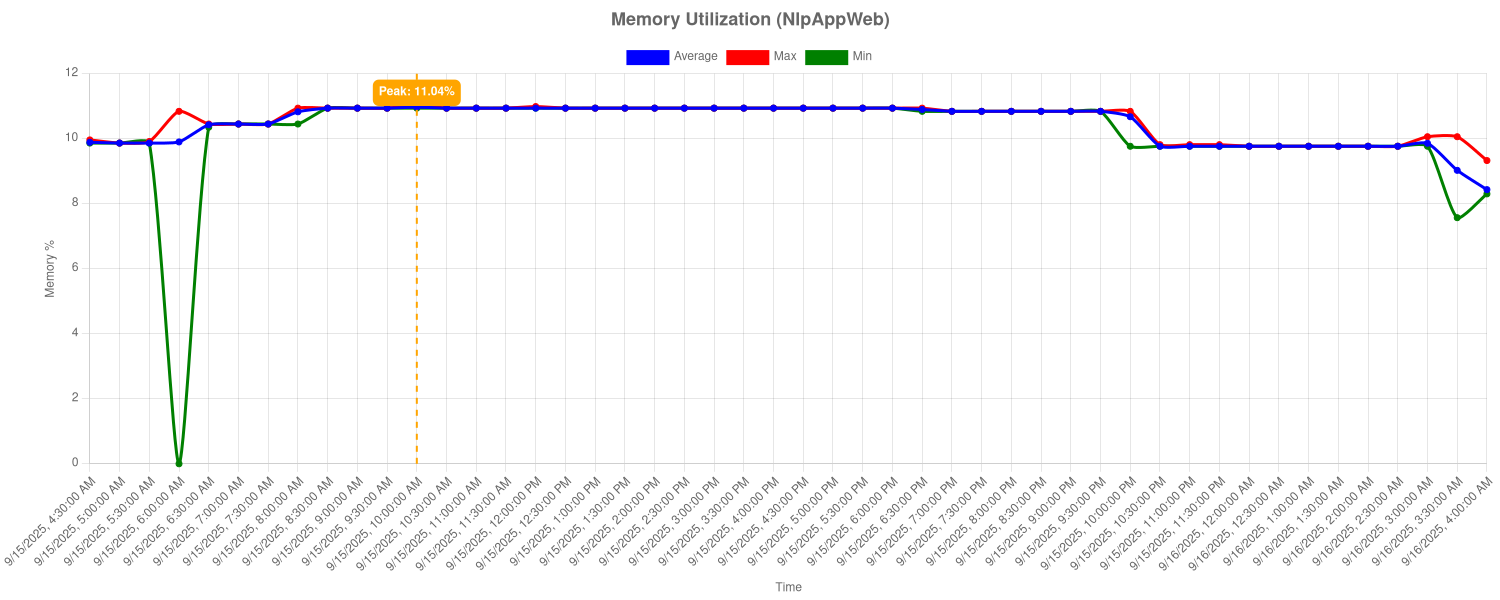 Memory Utilization (NlpAppWeb)
Average Max Min
Peak: 11.04%
12
10
8
6
4
2
0
Memory %
9/15/2025, 4:30:00 AM
9/15/2025, 5:00:00 AM
9/15/2025, 5:30:00 AM
9/15/2025, 6:00:00 AM
9/15/2025, 6:30:00 AM
9/15/2025, 7:00:00 AM
9/15/2025, 7:30:00 AM
9/15/2025, 8:00:00 AM
9/15/2025, 8:30:00 AM
9/15/2025, 9:00:00 AM
9/15/2025, 9:30:00 AM
9/15/2025, 10:00:00 AM
9/15/2025, 10:30:00 AM
9/15/2025, 11:00:00 AM
9/15/2025, 11:30:00 AM
9/15/2025, 12:00:00 PM
9/15/2025, 12:30:00 PM
9/15/2025, 1:00:00 PM
9/15/2025, 1:30:00 PM
9/15/2025, 2:00:00 PM
9/15/2025, 2:30:00 PM
9/15/2025, 3:00:00 PM
9/15/2025, 3:30:00 PM
9/15/2025, 4:00:00 PM
9/15/2025, 4:30:00 PM
9/15/2025, 5:00:00 PM
9/15/2025, 5:30:00 PM
9/15/2025, 6:00:00 PM
9/15/2025, 6:30:00 PM
9/15/2025, 7:00:00 PM
9/15/2025, 7:30:00 PM
9/15/2025, 8:00:00 PM
9/15/2025, 8:30:00 PM
9/15/2025, 9:00:00 PM
9/15/2025, 9:30:00 PM
9/15/2025, 10:00:00 PM
9/15/2025, 10:30:00 PM
9/15/2025, 11:00:00 PM
9/15/2025, 11:30:00 PM
9/16/2025, 12:00:00 AM
9/16/2025, 12:30:00 AM
9/16/2025, 1:00:00 AM
9/16/2025, 1:30:00 AM
9/16/2025, 2:00:00 AM
9/16/2025, 2:30:00 AM
9/16/2025, 3:00:00 AM
9/16/2025, 3:30:00 AM
9/16/2025, 4:00:00 AM
Time